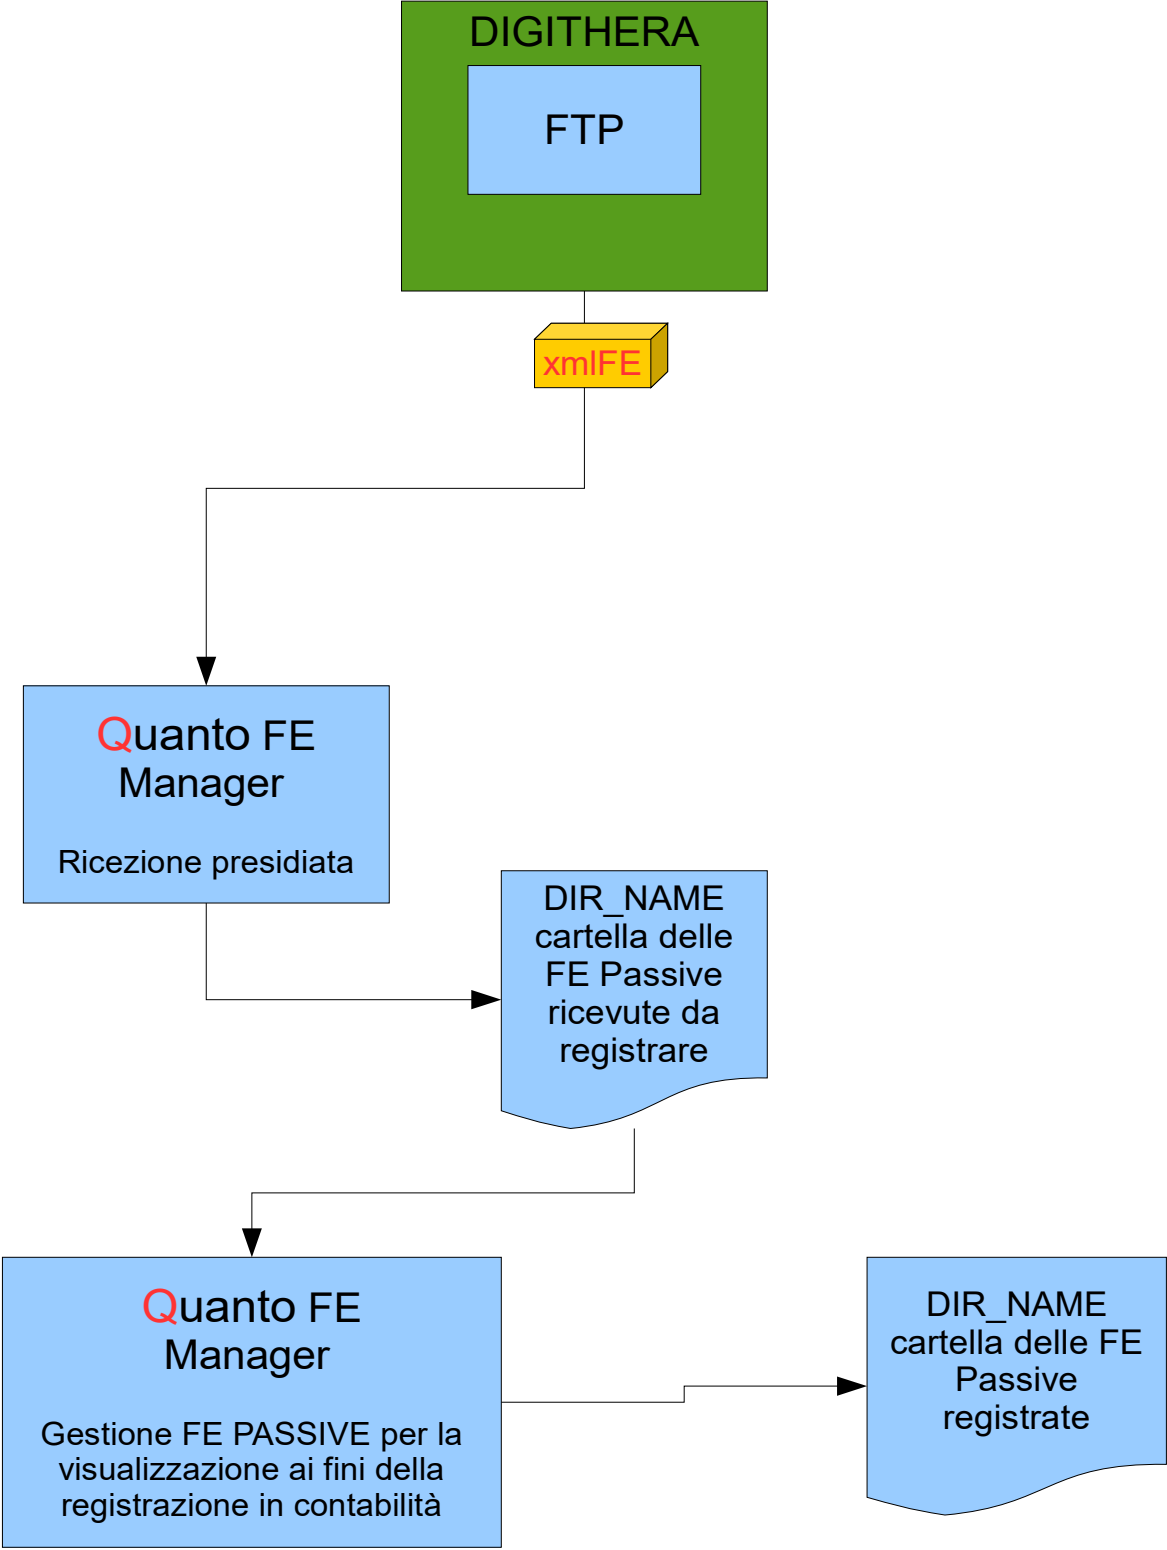 DIGITHERA
FTP
xmlFE
Quanto FE
Manager
Ricezione presidiata
DIR_NAME
cartella delle
FE Passive
ricevute da
registrare
Quanto FE
Manager
Gestione FE PASSIVE per la
visualizzazione ai fini della
registrazione in contabilità
DIR_NAME
cartella delle FE
Passive
registrate